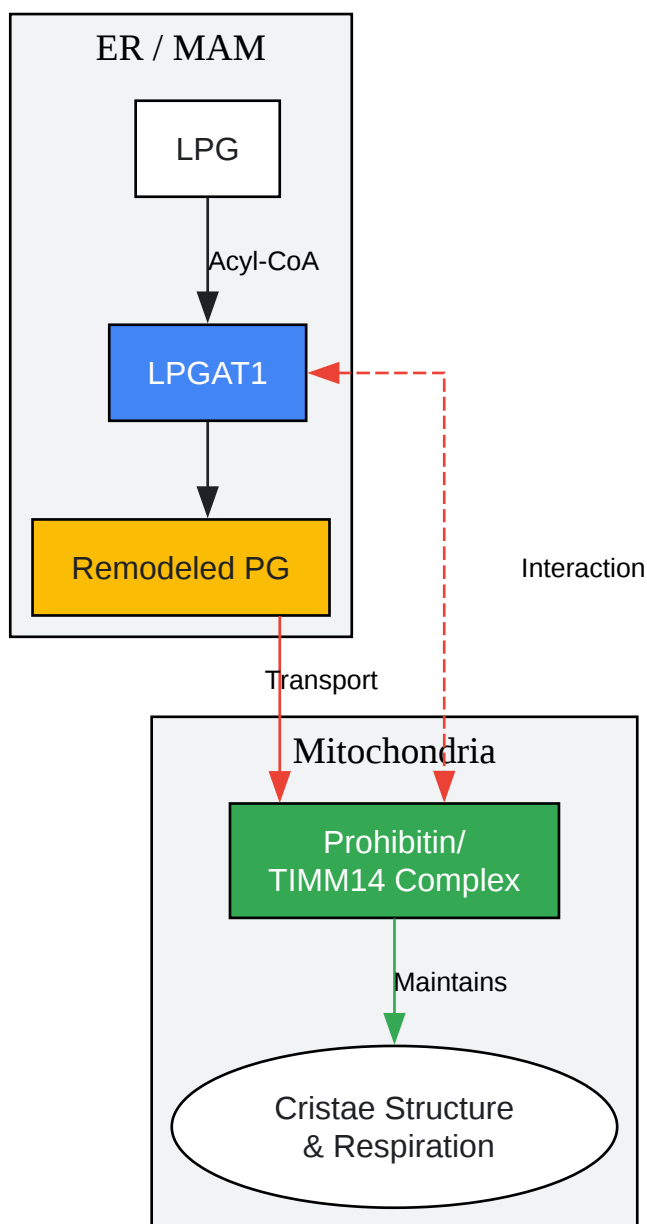 ER / MAM
LPG
Acyl-CoA
LPGAT1
Remodeled PG
Interaction
Transport
Mitochondria
Prohibitin/
TIMM14 Complex
Maintains
Cristae Structure
& Respiration